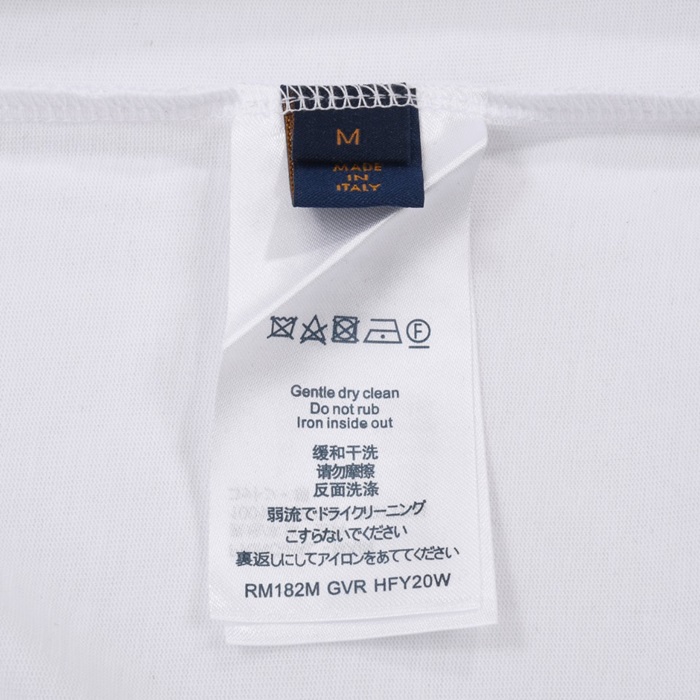 M
MADE
IN
ITALY
F
Gentle dry clean
Do not rub
Iron inside out
缓和干洗
请勿摩擦
反面洗涤
弱流でドライクリーニング
こすらないでください
裏返しにしてアイロンをあててください
RM182M GVR HFY20W